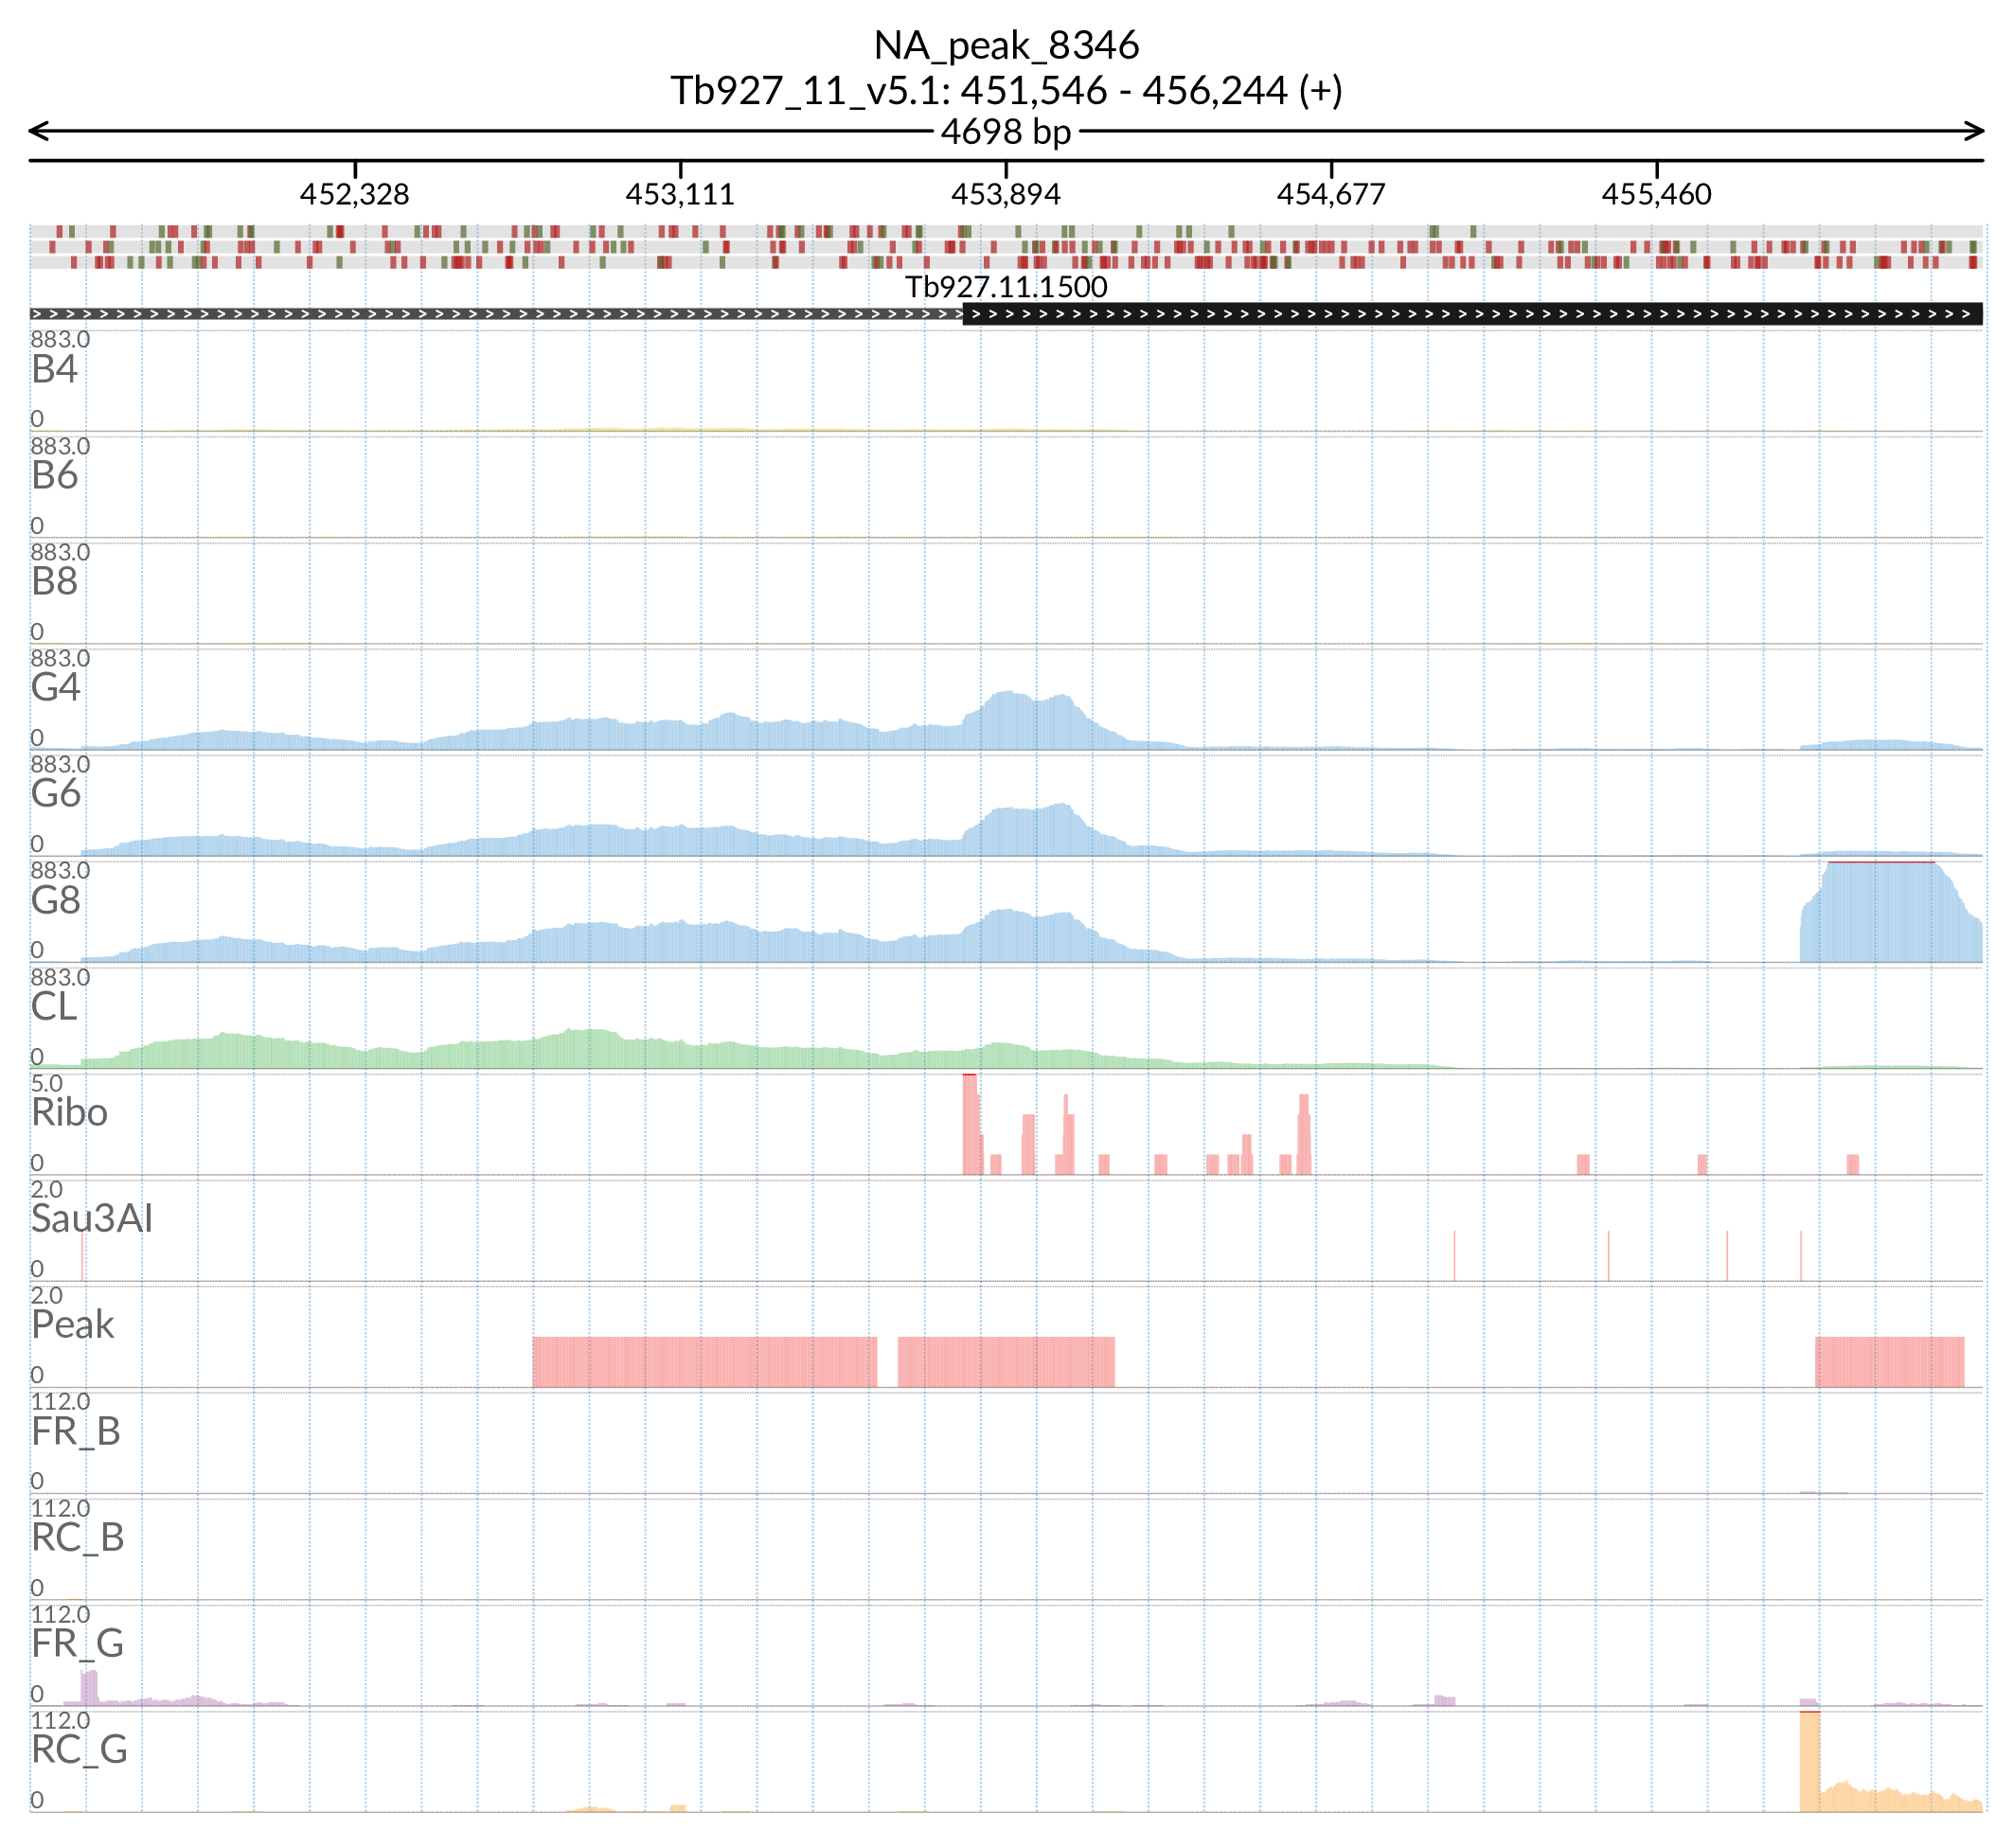 NA_peak_8346
Tb927_11_v5.1: 451,546 - 456,244 (+)
4698 bp
452,328 453,111 453,894 454,677 455,460
Tb927.11.1500
883.0
B4
0
883.0
B6
0
883.0
B8
0
883.0
G4
0
883.0
G6
0
883.0
G8
0
883.0
CL
0
5.0
Ribo
0
2.0
Sau3AI
0
2.0
Peak
0
112.0
FR_B
0
112.0
RC_B
0
112.0
FR_G
0
112.0
RC_G
0